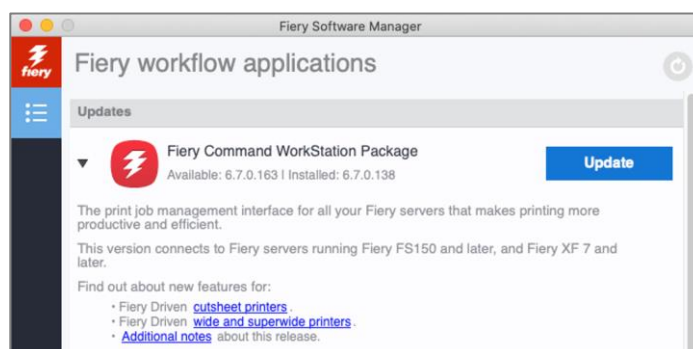 Fiery Software Manager
fiery
Fiery workflow applications
Updates
Fiery Command WorkStation Package
Available: 6.7.0.163 I Installed: 6.7.0.138
Update
The print job management interface for all your Fiery servers that makes printing more
productive and efficient.
This version connects to Fiery servers running Fiery FS150 and later, and Fiery XF 7 and
later.
Find out about new features for:
• Fiery Driven cutsheet printers .
• Fiery Driven wide and superwide printers .
• Additional notes about this release.